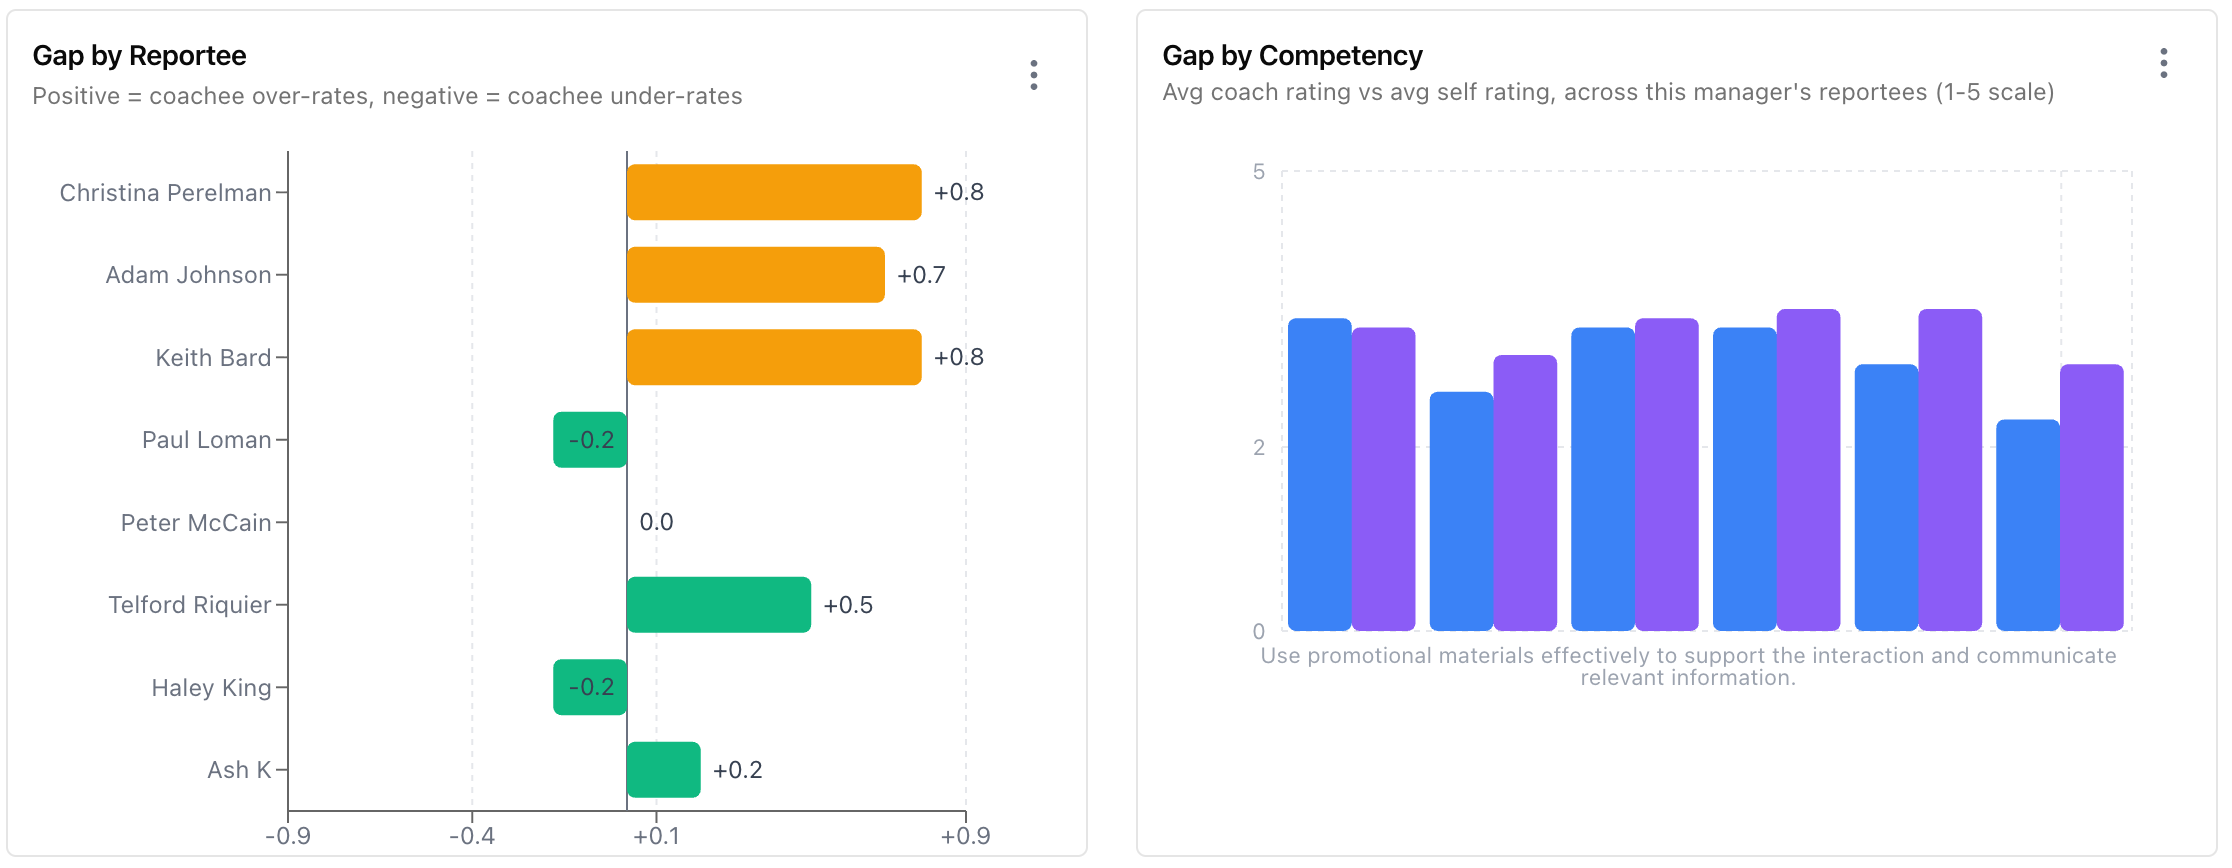 Gap by Reportee
Positive = coachee over-rates, negative = coachee under-rates
Christina Perelman
+0.8
Adam Johnson
+0.7
Keith Bard
+0.8
Paul Loman
-0.2
Peter McCain
0.0
Telford Riquier
+0.5
Haley King
-0.2
Ash K
+0.2
-0.9
-0.4
+0.1
+0.9
Gap by Competency
Avg coach rating vs avg self rating, across this manager's reportees (1-5 scale)
5
2
0
Use promotional materials effectively to support the interaction and communicate
relevant information.